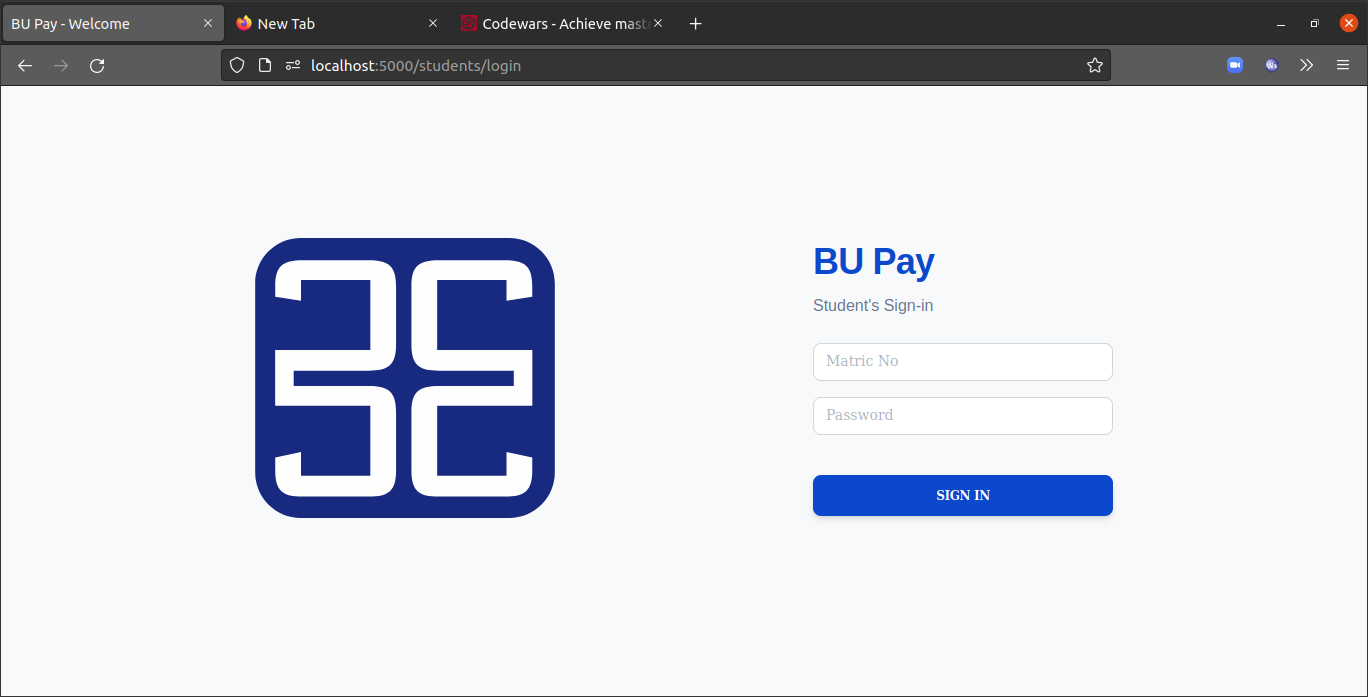 BU Pay - Welcome
New Tab
Codewars - Achieve mast
localhost:5000/students/login
BU Pay
Student's Sign-in
Matric No
Password
SIGN IN